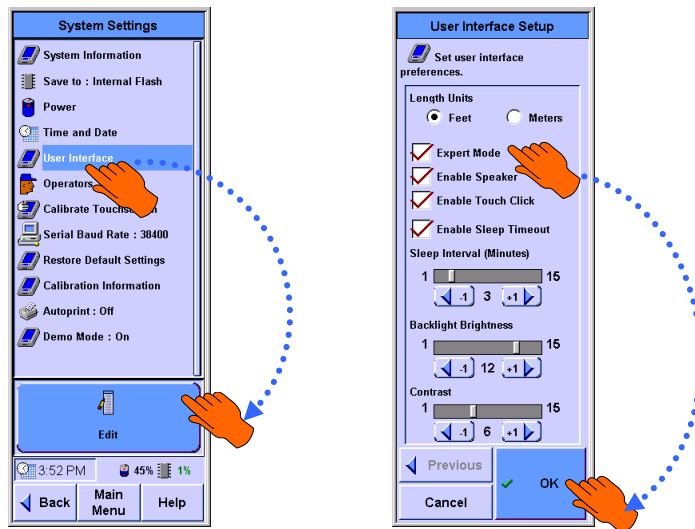 System Settings
System Information
Save to : Internal Flash
Power
Time and Date
User Interface
Operators
Calibrate Touchscreen
Serial Baud Rate : 38400
Restore Default Settings
Calibration Information
Autoprint : Off
Demo Mode : On
Edit
3:52 PM 45% 1%
Back Main Menu Help
User Interface Setup
Set user interface
preferences.
Length Units
Feet Meters
Expert Mode
Enable Speaker
Enable Touch Click
Enable Sleep Timeout
Sleep Interval (Minutes)
1 15
-1 3 +1
Backlight Brightness
1 15
-1 12 +1
Contrast
1 15
-1 6 +1
Previous
OK
Cancel